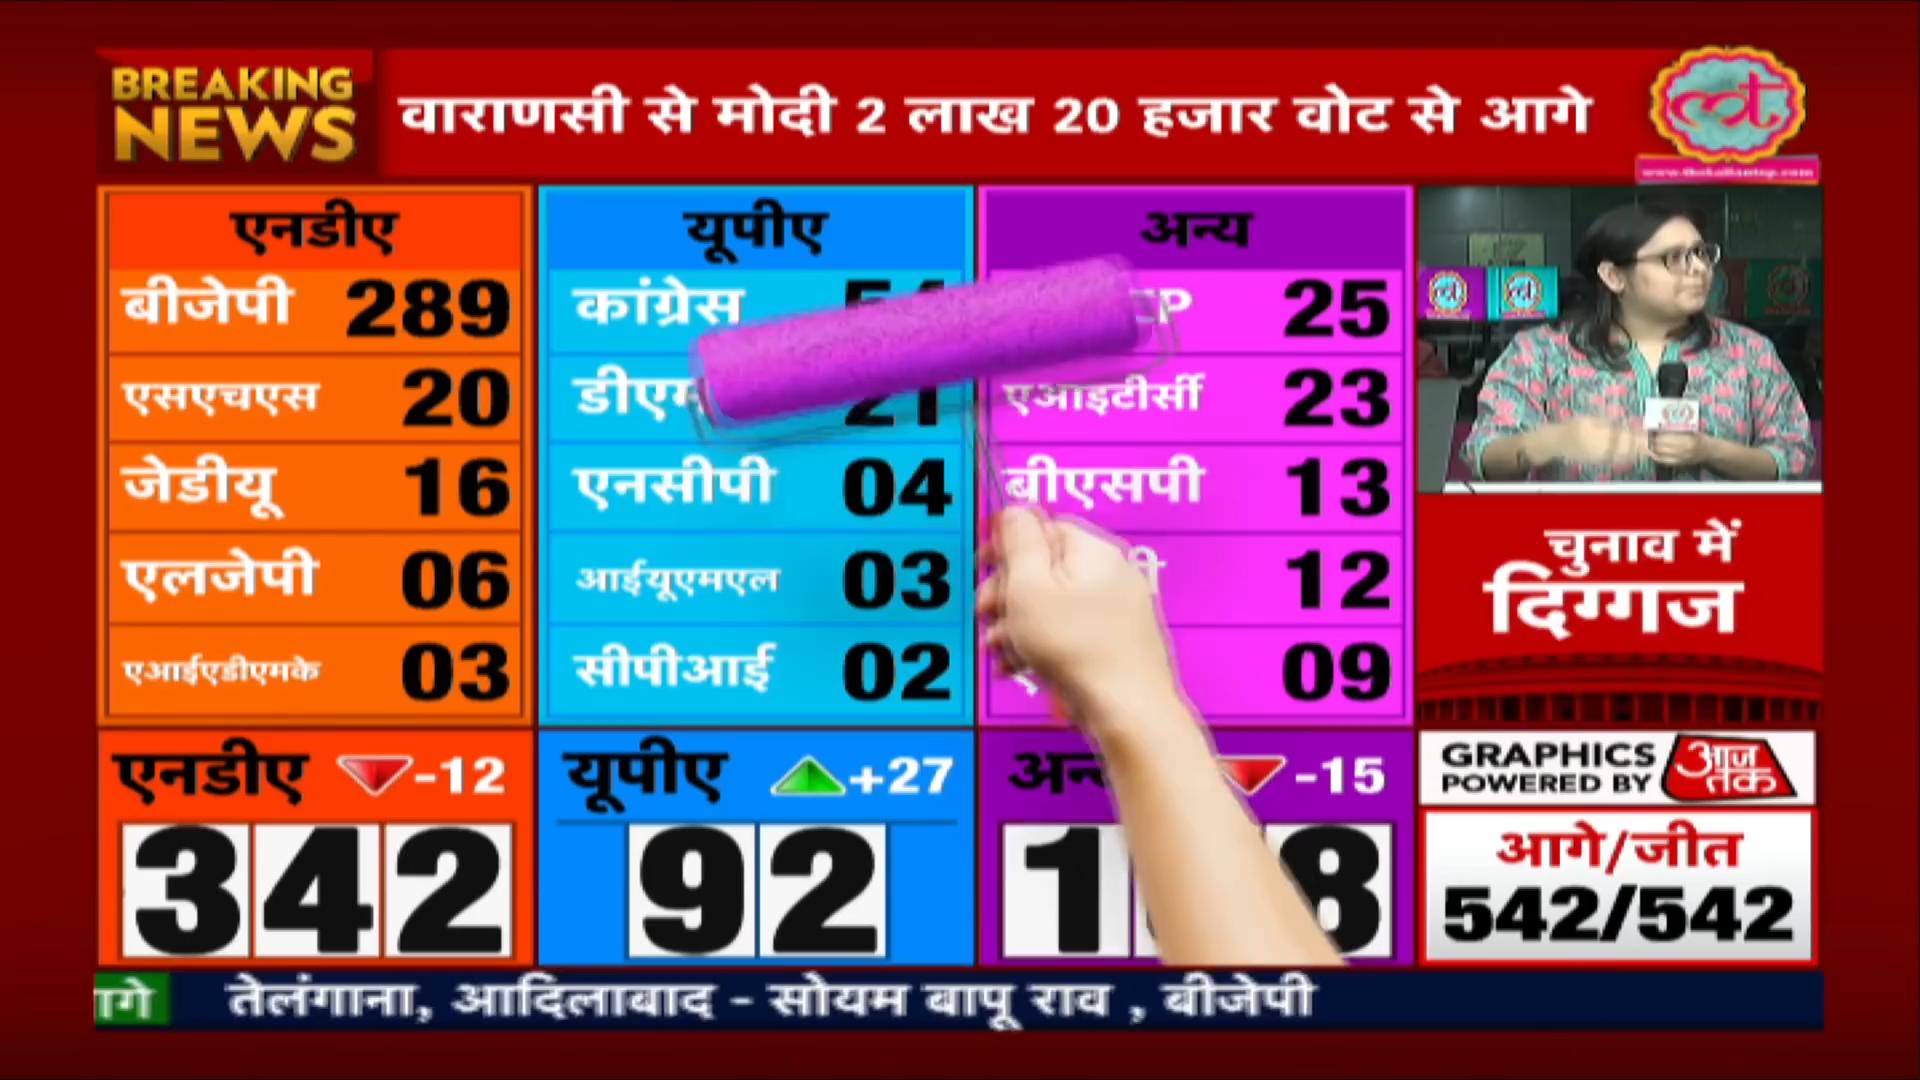 BREAKING
NEWS
वाराणसी से मोदी 2 लाख 20 हजार वोट से आगे
एनडीए
बीजेपी 289
एसएचएस 20
जेडीयू 16
एलजेपी 06
एआईएडीएमके 03
एनडीए -12
342
यूपीए
कांग्रेस
एनसीपी 04
आईयूएमएल 03
सीपीआई 02
यूपीए +27
92
अन्य
25
एआइटीसी 23
बीएसपी 13
12
09
-15
चुनाव में
दिग्गज
GRAPHICS
POWERED BY
आज
तक
आगे/जीत
542/542
तेलंगाना, आदिलाबाद - सोयम बापू राव , बीजेपी